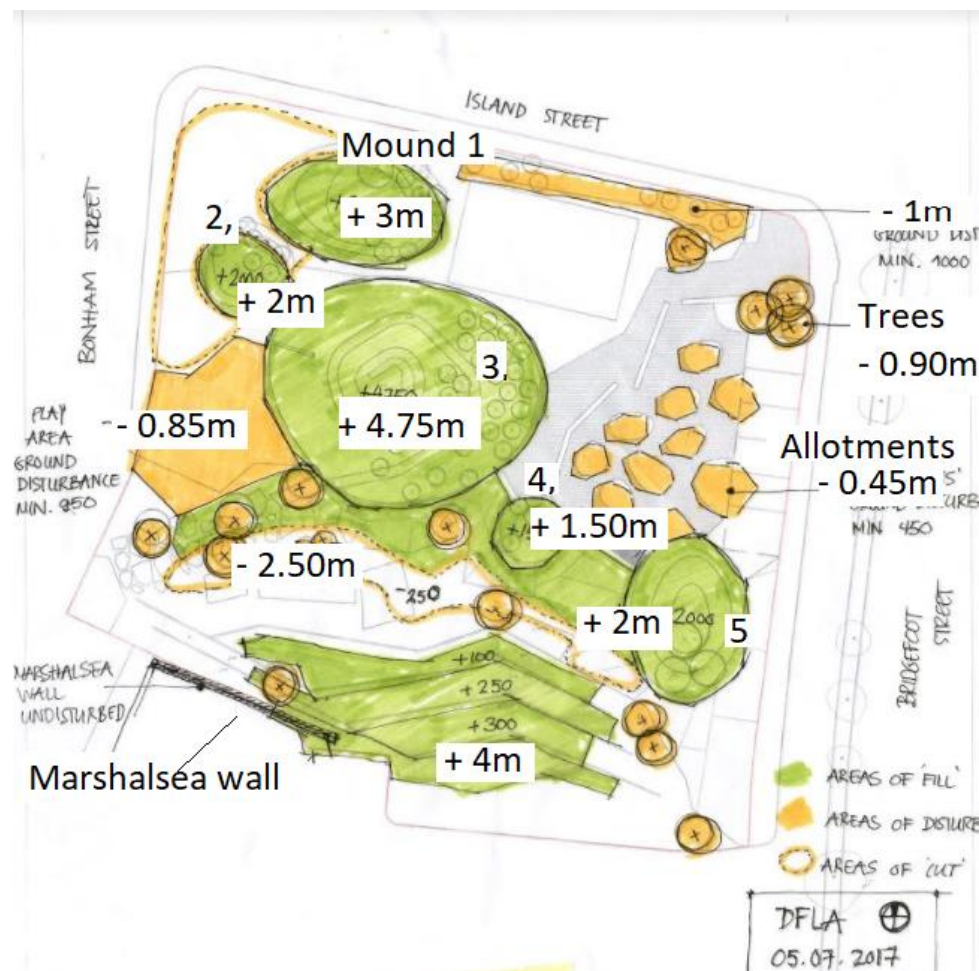 ISLAND STREET
Mound 1
+ 3m
2,
+2000
+ 2m
BONHAM STREET
- 1m
GROUND DIST
MIN. 1000
Trees
- 0.90m
3.
+4750
+ 4.75m
- 0.85m
PLAY
AREA
GROUND
DISTURBANCE
MIN. 850
Allotments
- 0.45m
MIN 450
4,
+ 1.50m
- 2.50m
-250
+ 2m
2000
5
BRIDGEFOOT
STREET
+100
+250
+300
+ 4m
MARSHALSEA
WALL
UNDISTURBED
Marshalsea wall
AREAS OF 'FILL'
AREAS OF DISTURB
AREAS OF 'CUT'
DFLA
05.07.2017